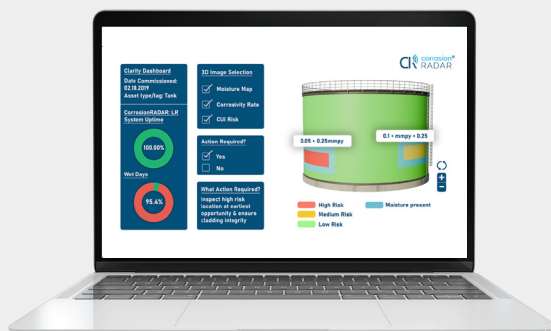 Clarity Dashboard
Date Commissioned:
02.10.2019
Asset type/tag: Tank
CorrosionRADAR: LR
System Uptime
100.00%
Wet Days
95.4%
3D Image Selection
Moisture Map
Corrosivity Rate
CUI Risk
Action Required?
Yes
No
What Action Required?
Inspect high risk
location at earliest
opportunity & ensure
cladding integrity
CR corrosion®
RADAR
0.05 + 0.25mmpy
0.1 + mmpy + 0.25
High Risk
Medium Risk
Low Risk
Moisture present
+
−